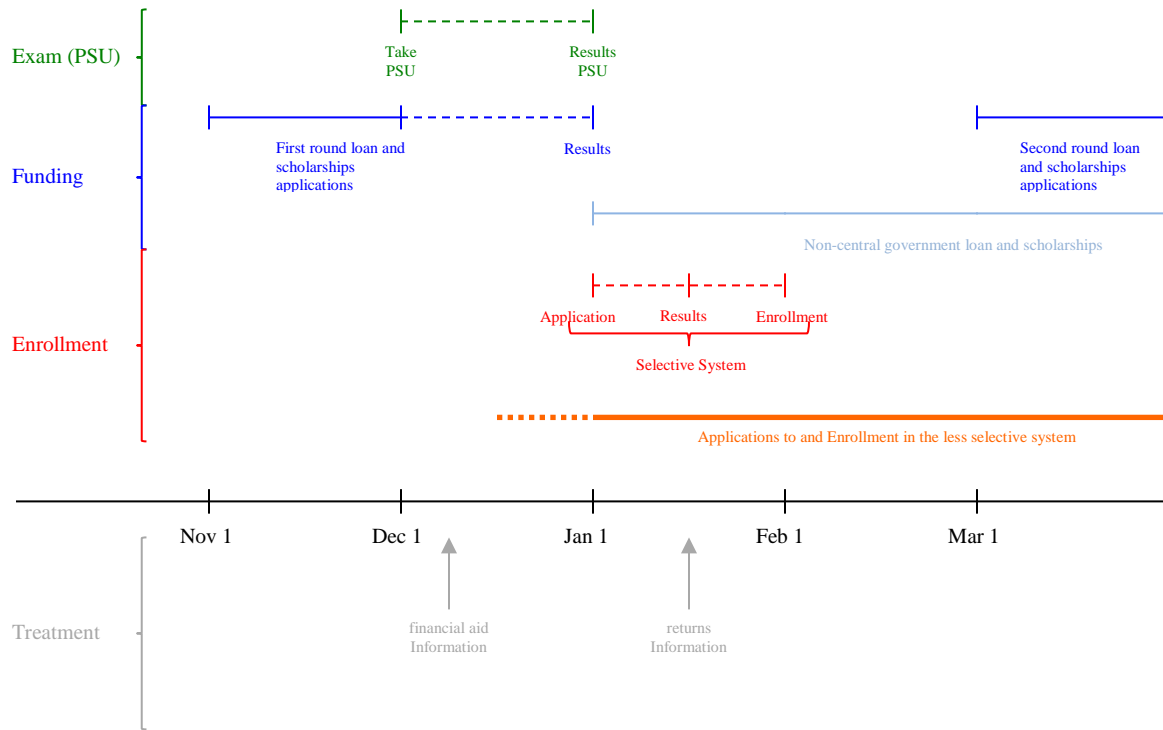 Exam (PSU)
Take
PSU
Results
PSU
Funding
First round loan and
scholarships
applications
Results
Second round loan
and scholarships
applications
Non-central government loan and scholarships
Enrollment
Application
Results
Enrollment
Selective System
Applications to and Enrollment in the less selective system
Nov 1
Dec 1
Jan 1
Feb 1
Mar 1
Treatment
financial aid
Information
returns
Information